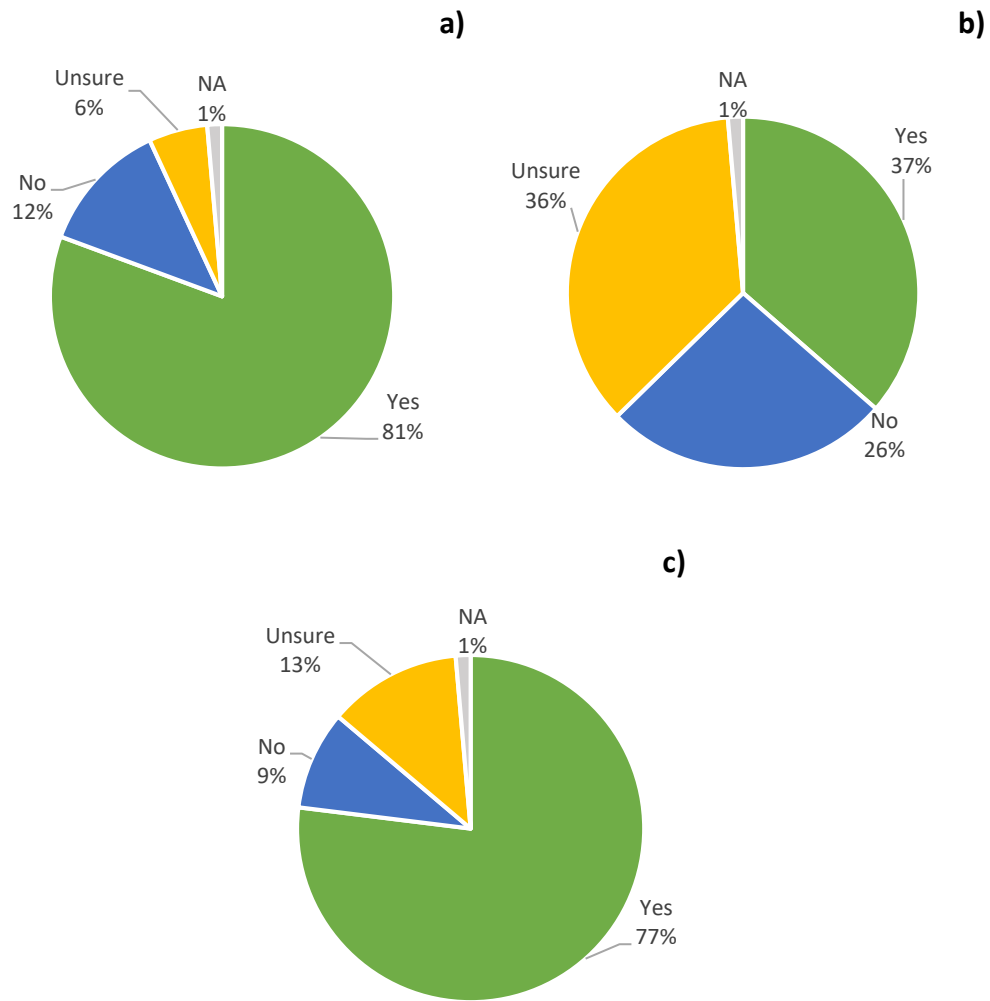 a)
Unsure
6%
NA
1%
No
12%
Yes
81%
b)
NA
1%
Yes
37%
Unsure
36%
No
26%
c)
NA
1%
Unsure
13%
No
9%
Yes
77%